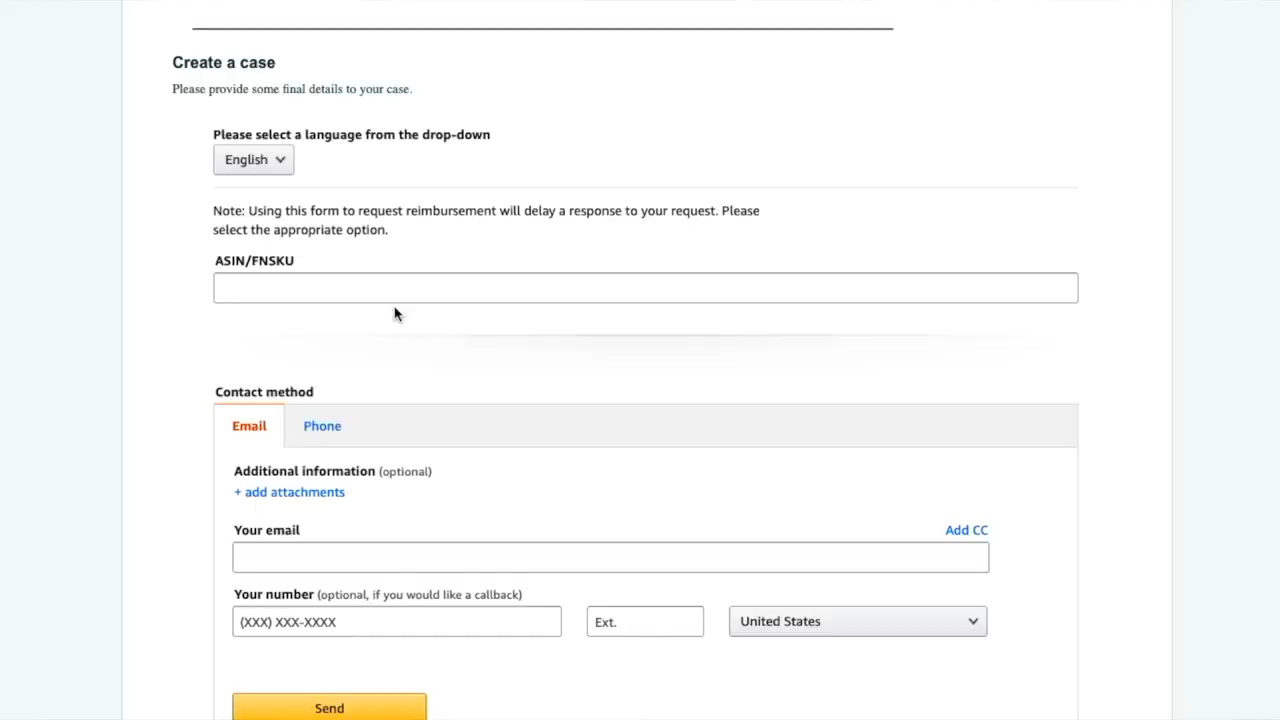 Create a case
Please provide some final details to your case.
Please select a language from the drop-down
English
Note: Using this form to request reimbursement will delay a response to your request. Please
select the appropriate option.
ASIN/FNSKU
Contact method
Email Phone
Additional information (optional)
+ add attachments
Your email Add CC
Your number (optional, if you would like a callback)
(XXX) XXX-XXXX Ext. United States
Send